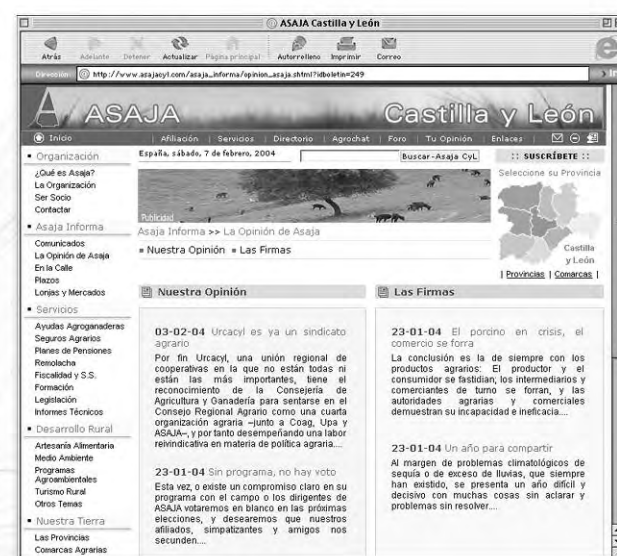 ASAJA Castilla y León
Atrás Adelante Detener Actualizar Página principal Autorrelleno Imprimir Correo
Dirección: http://www.asajacyl.com/asaja_informa/opinion_asaja.shtml?idboletin=249
ASAJA Castilla y León
Inicio | Afiliación | Servicios | Directorio | Agrochat | Foro | Tu Opinión | Enlaces |
Organización
¿Qué es Asaja?
La Organización
Ser Socio
Contactar
Asaja Informa
Comunicados
La Opinión de Asaja
En la Calle
Plazos
Lonjas y Mercados
Servicios
Ayudas Agroganaderas
Seguros Agrarios
Planes de Pensiones
Remolacha
Fiscalidad y S.S.
Formación
Legislación
Informes Técnicos
Desarrollo Rural
Artesanía Alimentaria
Medio Ambiente
Programas
Agroambientales
Turismo Rural
Otros Temas
Nuestra Tierra
Las Provincias
Comarcas Agrarias
España, sábado, 7 de febrero, 2004
Buscar-Asaja CyL
Publicidad
Asaja Informa >> La Opinión de Asaja
Nuestra Opinión Las Firmas
:: SUSCRÍBETE ::
Seleccione su Provincia
Castilla
y León
| Provincias | Comarcas |
Nuestra Opinión
03-02-04 Urcacyl es ya un sindicato
agrario
Por fin Urcacyl, una unión regional de
cooperativas en la que no están todas ni
están las más importantes, tiene el
reconocimiento de la Consejería de
Agricultura y Ganadería para sentarse en el
Consejo Regional Agrario como una cuarta
organización agraria –junto a Coag, Upa y
ASAJA–, y por tanto desempeñando una labor
reivindicativa en materia de política agraria....
23-01-04 Sin programa, no hay voto
Esta vez, o existe un compromiso claro en su
programa con el campo o los dirigentes de
ASAJA votaremos en blanco en las próximas
elecciones, y desearemos que nuestros
afiliados, simpatizantes y amigos nos
secunden....
Las Firmas
23-01-04 El porcino en crisis, el
comercio se forra
La conclusión es la de siempre con los
productos agrarios: El productor y el
consumidor se fastidian, los intermediarios y
comerciantes de turno se forran, y las
autoridades agrarias y comerciales
demuestran su incapacidad e ineficacia....
23-01-04 Un año para compartir
Al margen de problemas climatológicos de
sequía o de exceso de lluvias, que siempre
han existido, se presenta un año difícil y
decisivo con muchas cosas sin aclarar y
problemas sin resolver....